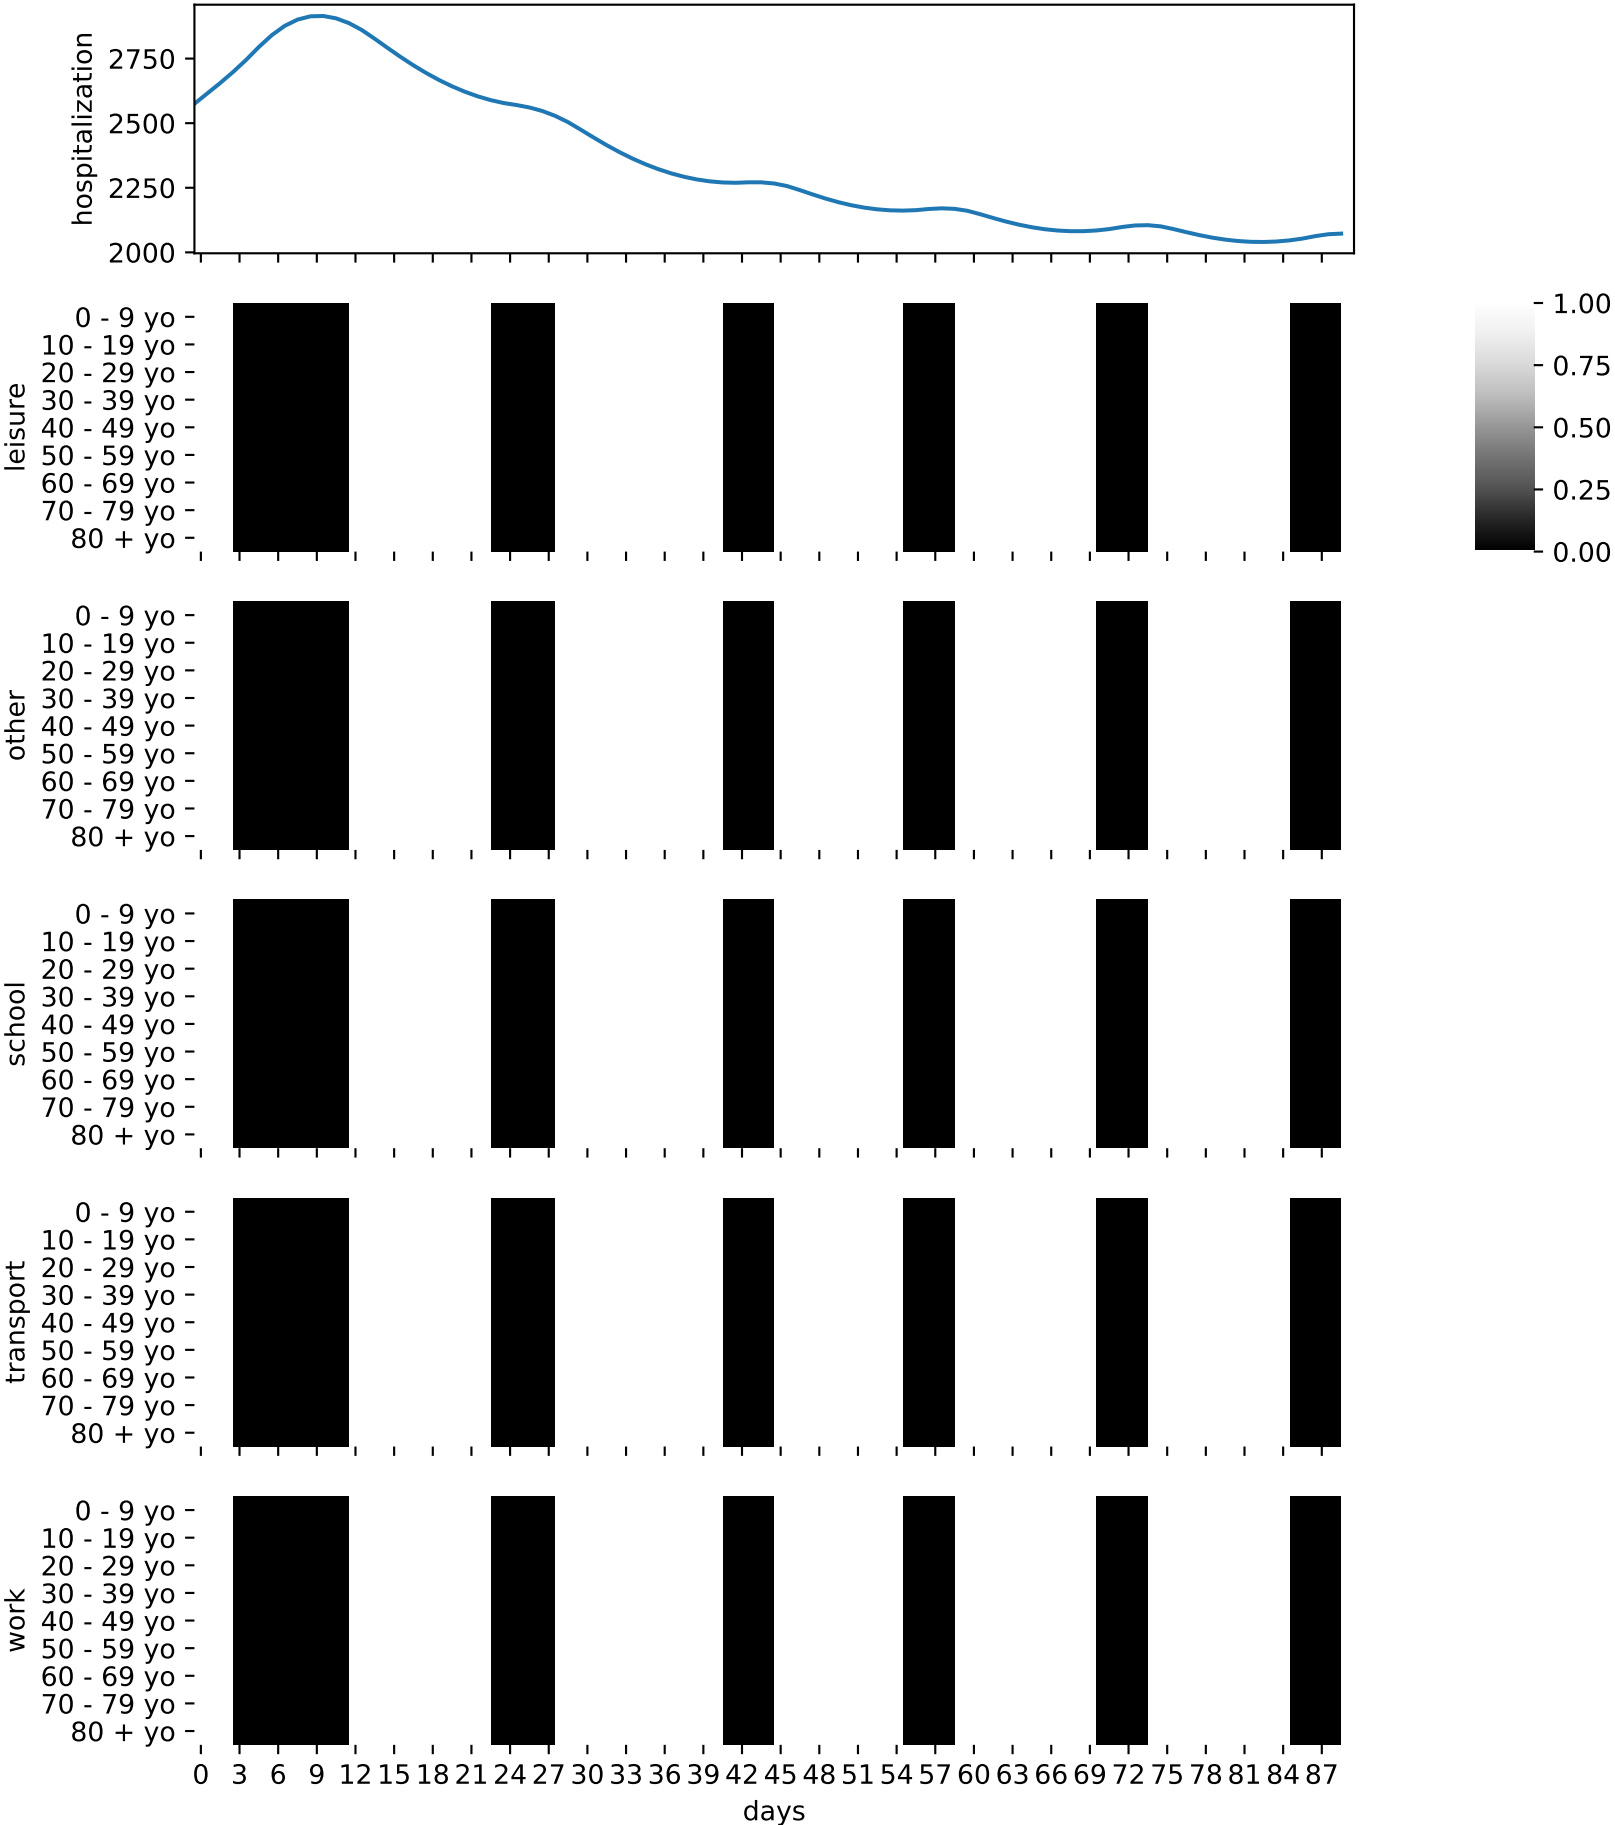 hospitalization
2750
2500
2250
2000
leisure
0 - 9 yo
10 - 19 yo
20 - 29 yo
30 - 39 yo
40 - 49 yo
50 - 59 yo
60 - 69 yo
70 - 79 yo
80 + yo
1.00
0.75
0.50
0.25
0.00
other
0 - 9 yo
10 - 19 yo
20 - 29 yo
30 - 39 yo
40 - 49 yo
50 - 59 yo
60 - 69 yo
70 - 79 yo
80 + yo
school
0 - 9 yo
10 - 19 yo
20 - 29 yo
30 - 39 yo
40 - 49 yo
50 - 59 yo
60 - 69 yo
70 - 79 yo
80 + yo
transport
0 - 9 yo
10 - 19 yo
20 - 29 yo
30 - 39 yo
40 - 49 yo
50 - 59 yo
60 - 69 yo
70 - 79 yo
80 + yo
work
0 - 9 yo
10 - 19 yo
20 - 29 yo
30 - 39 yo
40 - 49 yo
50 - 59 yo
60 - 69 yo
70 - 79 yo
80 + yo
0 3 6 9 12 15 18 21 24 27 30 33 36 39 42 45 48 51 54 57 60 63 66 69 72 75 78 81 84 87
days